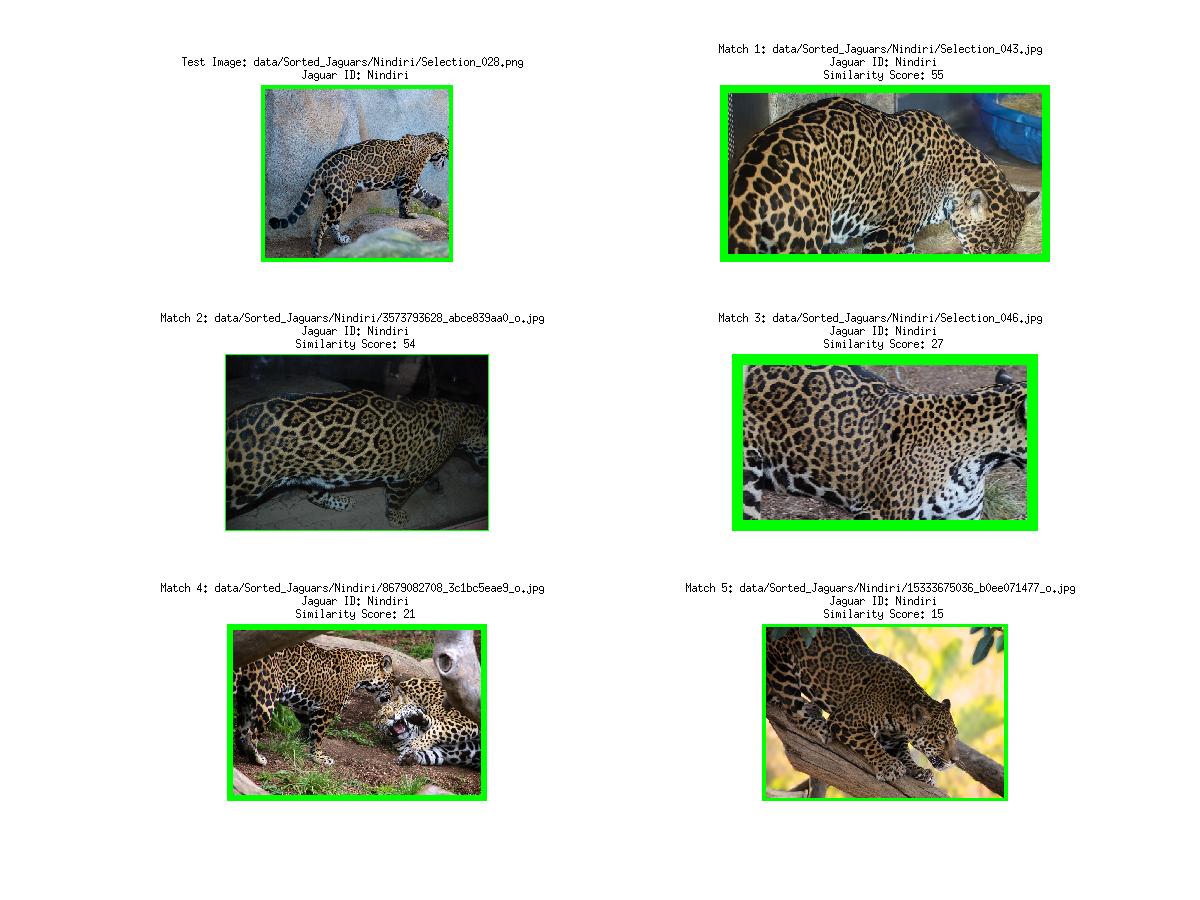 Test Image: data/Sorted_Jaguars/Nindiri/Selection_028.png
Jaguar ID: Nindiri
Match 1: data/Sorted_Jaguars/Nindiri/Selection_043.jpg
Jaguar ID: Nindiri
Similarity Score: 55
Match 2: data/Sorted_Jaguars/Nindiri/3573793628_abce839aa0_o.jpg
Jaguar ID: Nindiri
Similarity Score: 54
Match 3: data/Sorted_Jaguars/Nindiri/Selection_046.jpg
Jaguar ID: Nindiri
Similarity Score: 27
Match 4: data/Sorted_Jaguars/Nindiri/8679082708_3c1bc5eae9_o.jpg
Jaguar ID: Nindiri
Similarity Score: 21
Match 5: data/Sorted_Jaguars/Nindiri/15333675036_b0ee071477_o.jpg
Jaguar ID: Nindiri
Similarity Score: 15